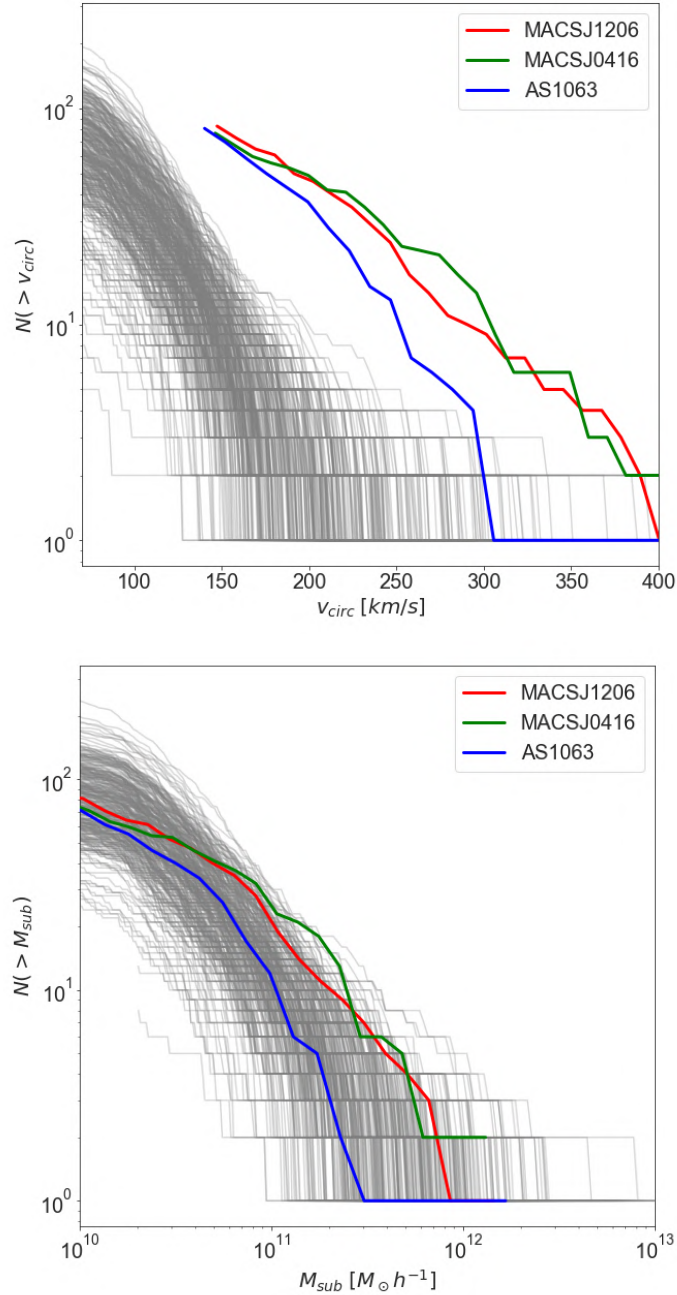 MACSJ1206
MACSJ0416
AS1063
10²
10¹
10⁰
N(> v_circ)
100 150 200 250 300 350 400
v_circ [km/s]
MACSJ1206
MACSJ0416
AS1063
10²
10¹
10⁰
N(> M_sub)
10¹⁰ 10¹¹ 10¹² 10¹³
M_sub [M_⊙ h⁻¹]